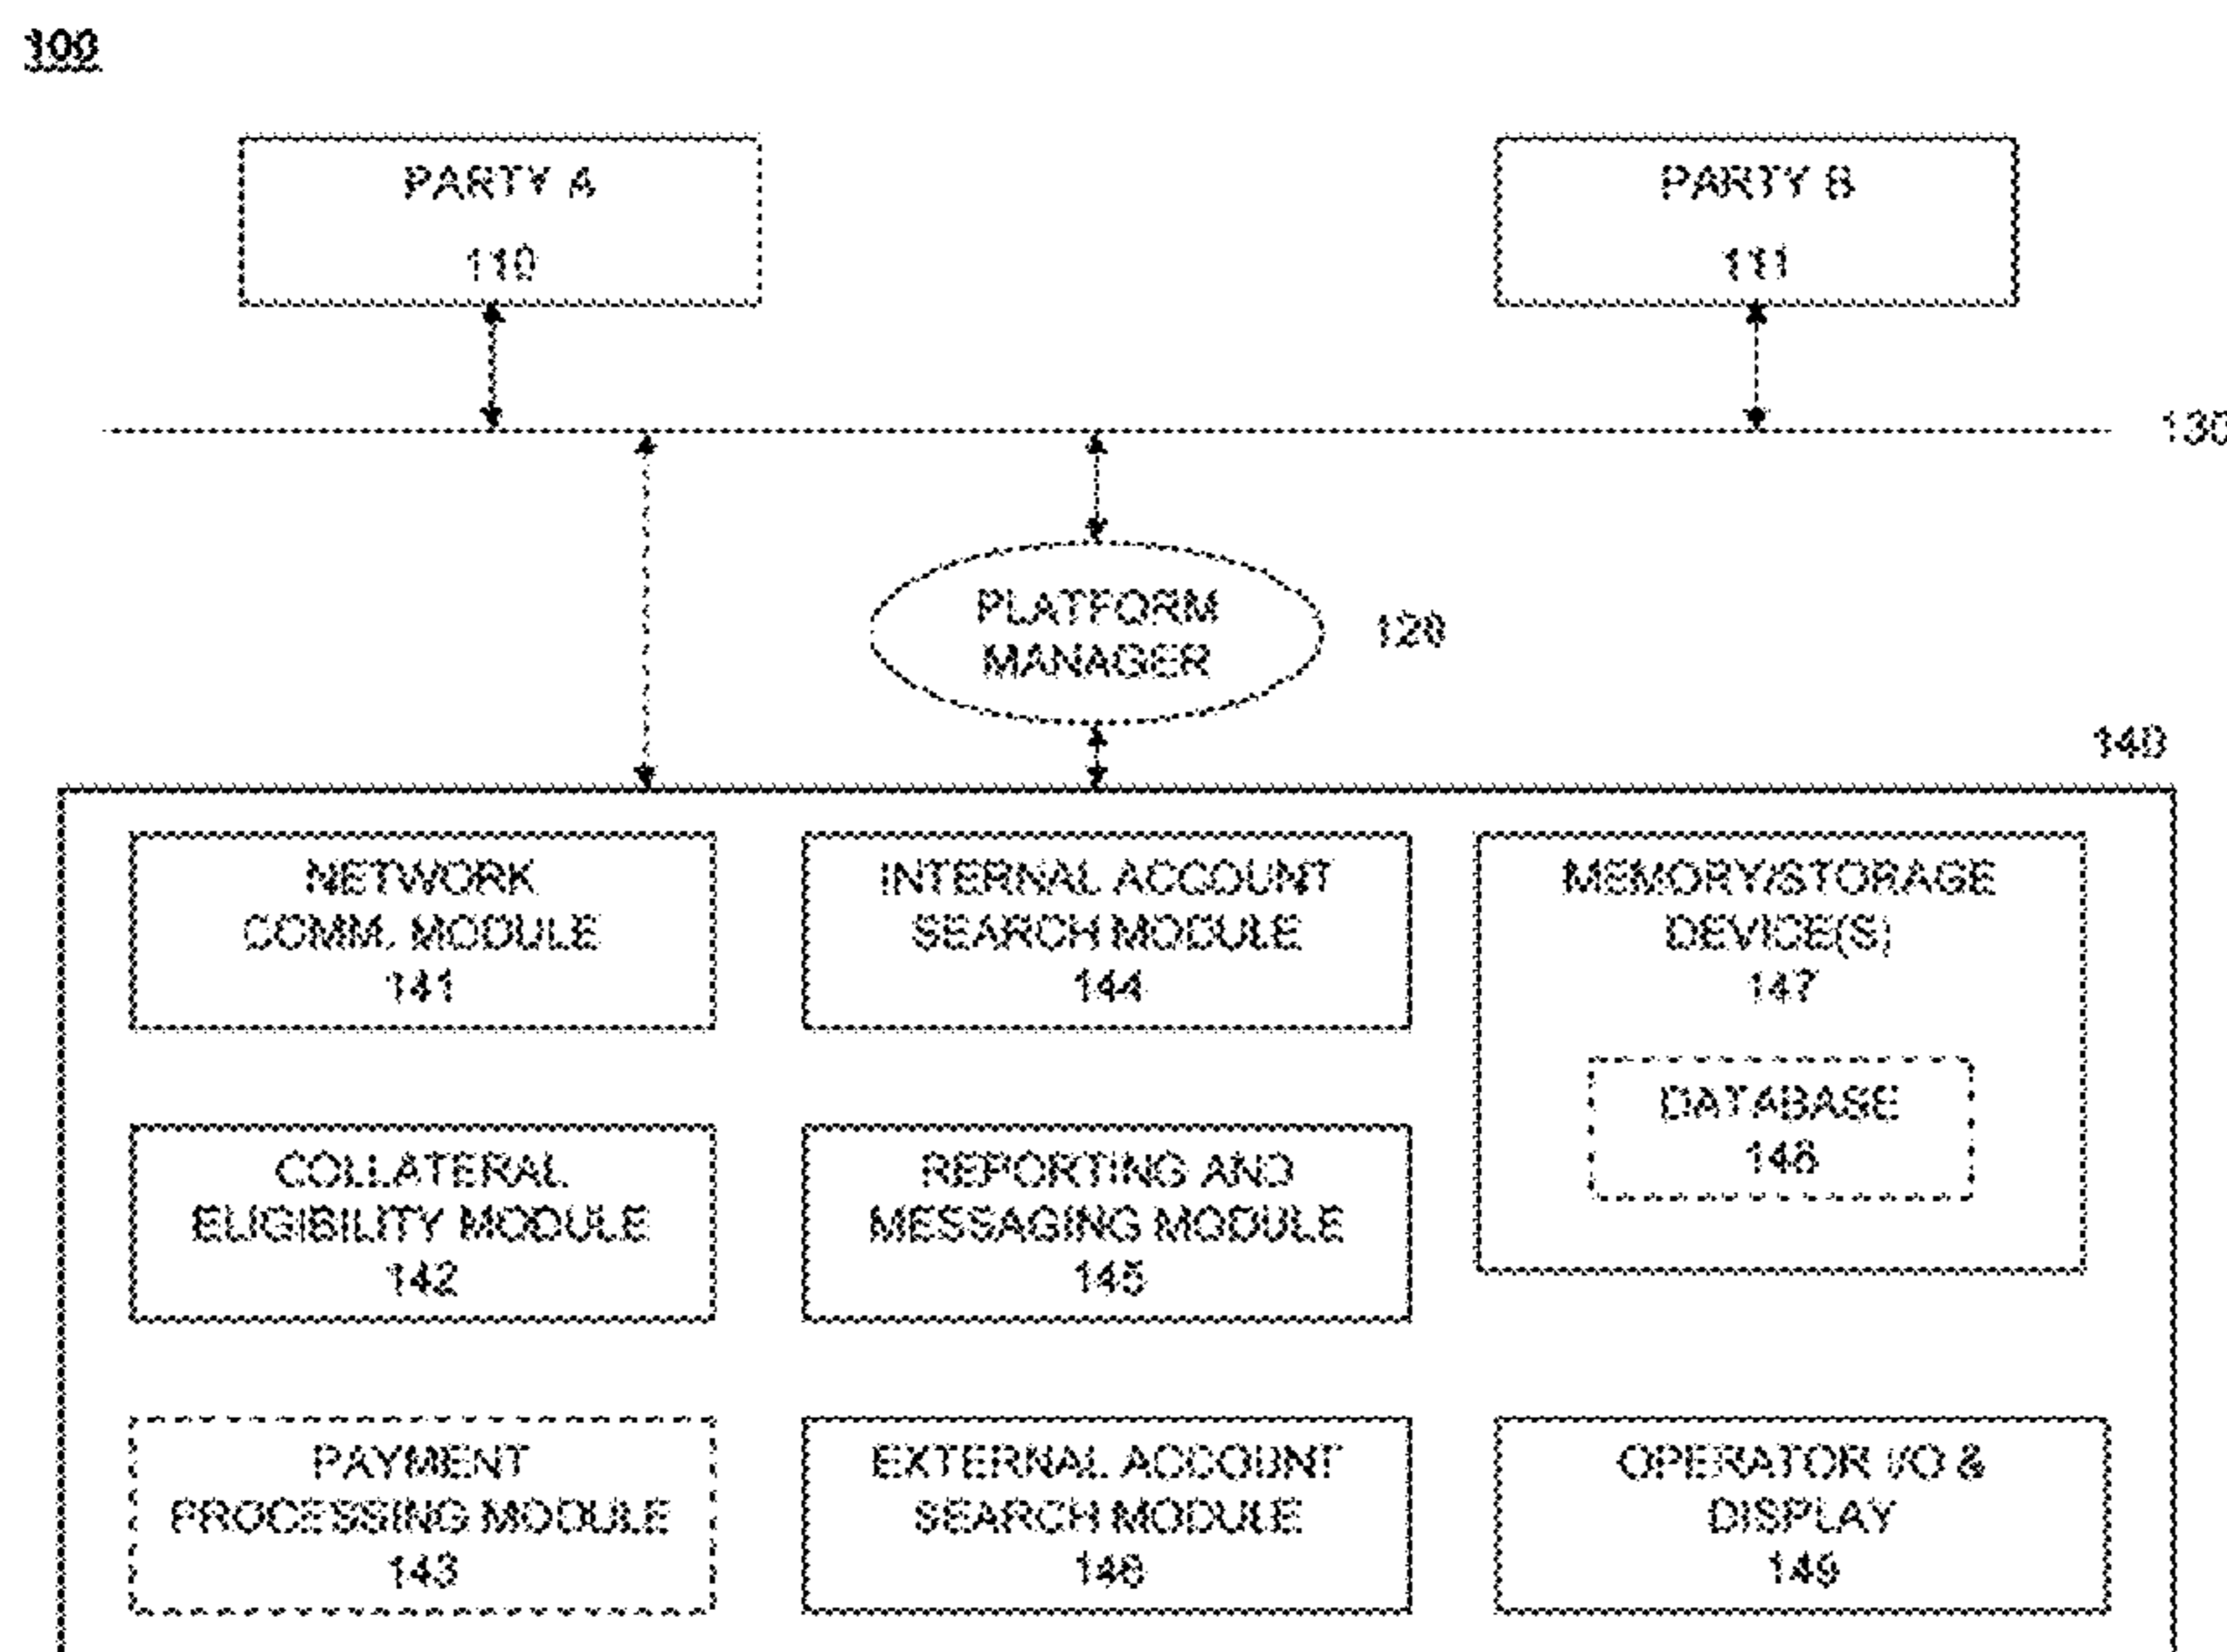 100
PARTY A
110
PARTY B
111
130
PLATFORM
MANAGER
120
140
NETWORK
COMM. MODULE
141
INTERNAL ACCOUNT
SEARCH MODULE
144
MEMORY/STORAGE
DEVICE(S)
147
DATABASE
148
COLLATERAL
ELIGIBILITY MODULE
142
REPORTING AND
MESSAGING MODULE
145
PAYMENT
PROCESSING MODULE
143
EXTERNAL ACCOUNT
SEARCH MODULE
146
OPERATOR I/O &
DISPLAY
149